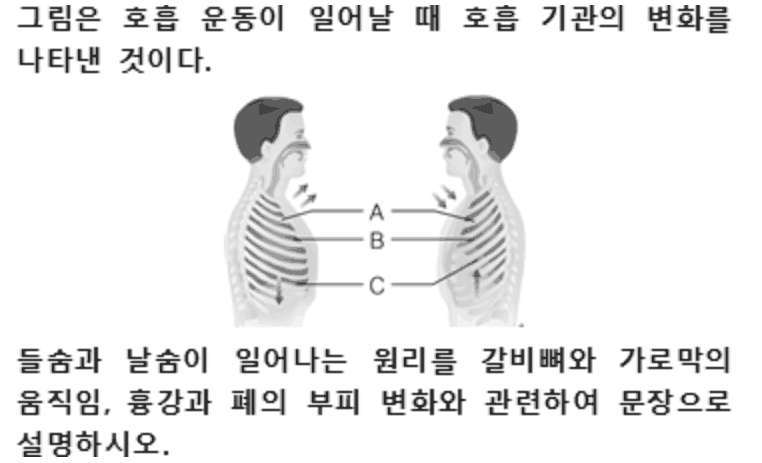 그림은 호흡 운동이 일어날 때 호흡 기관의 변화를
나타낸 것이다.
A
B
C
들숨과 날숨이 일어나는 원리를 갈비뼈와 가로막의
움직임, 흉강과 폐의 부피 변화와 관련하여 문장으로
설명하시오.